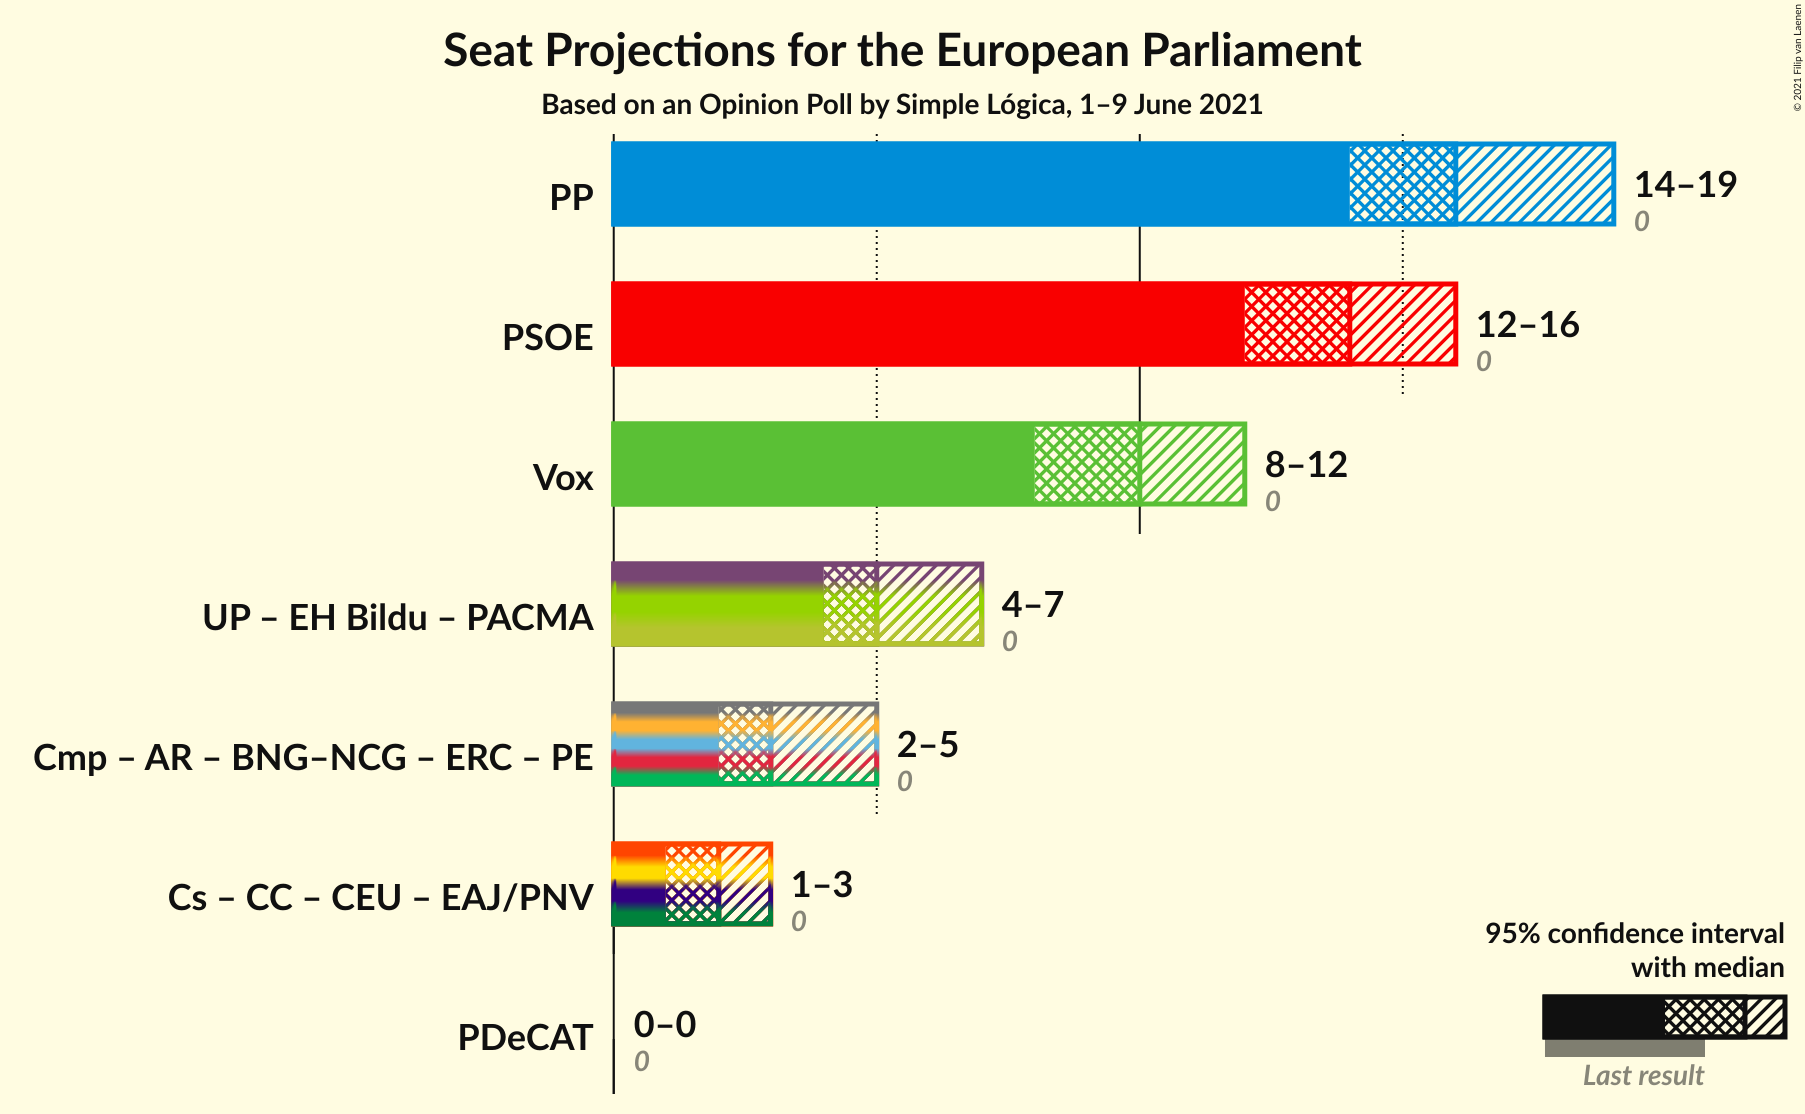 Seat Projections for the European Parliament
Based on an Opinion Poll by Simple Lógica, 1–9 June 2021
© 2021 Filip van Laenen
PP
14–19
0
PSOE
12–16
0
Vox
8–12
0
UP – EH Bildu – PACMA
4–7
0
Cmp – AR – BNG–NCG – ERC – PE
2–5
0
Cs – CC – CEU – EAJ/PNV
1–3
0
PDeCAT
0–0
0
95% confidence interval
with median
Last result